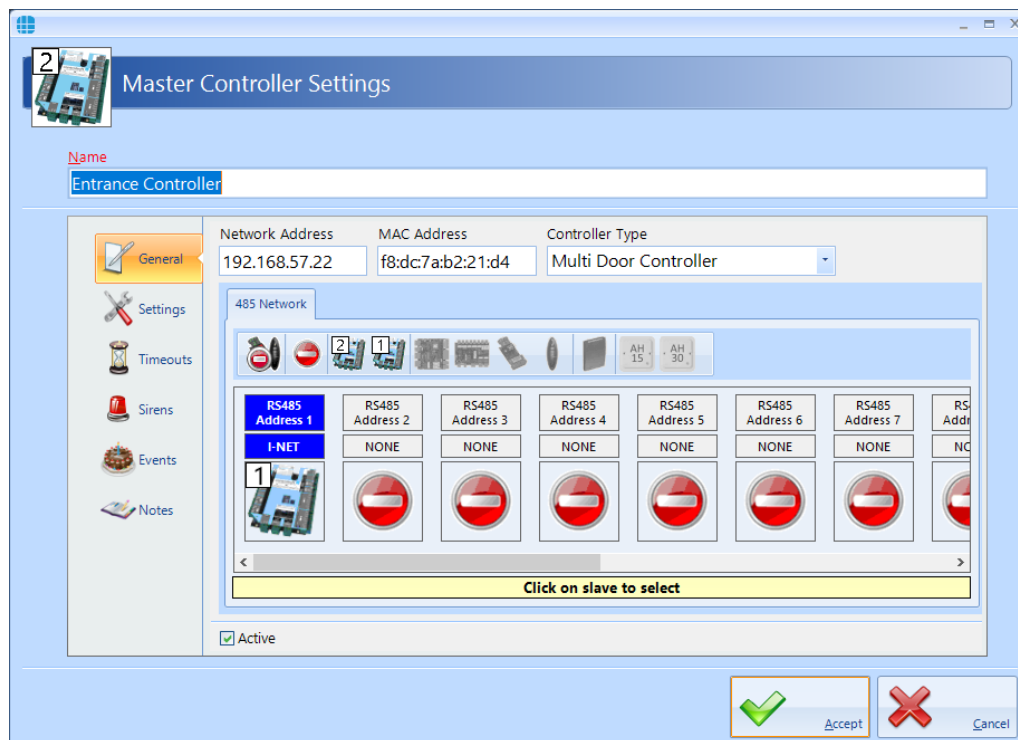 2
Master Controller Settings
Name
Entrance Controller
General
Settings
Timeouts
Sirens
Events
Notes
Network Address
MAC Address
Controller Type
192.168.57.22
f8:dc:7a:b2:21:d4
Multi Door Controller
485 Network
2
1
AH
15
AH
30
RS485
Address 1
RS485
Address 2
RS485
Address 3
RS485
Address 4
RS485
Address 5
RS485
Address 6
RS485
Address 7
I-NET
NONE
NONE
NONE
NONE
NONE
NONE
1
Click on slave to select
Active
Accept
Cancel